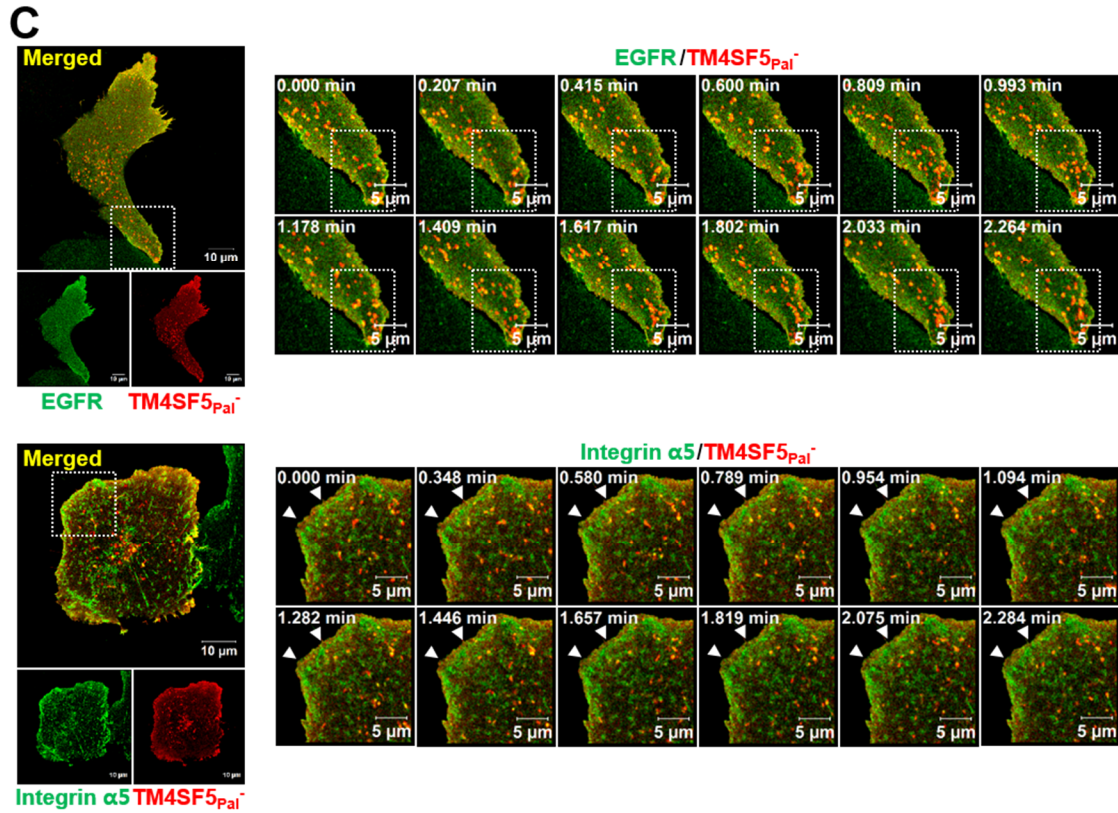 C
Merged
10 μm
10 μm
10 μm
EGFR TM4SF5Pal-
EGFR/TM4SF5Pal-
0.000 min 0.207 min 0.415 min 0.600 min 0.809 min 0.993 min
5 μm 5 μm 5 μm 5 μm 5 μm 5 μm
1.178 min 1.409 min 1.617 min 1.802 min 2.033 min 2.264 min
5 μm 5 μm 5 μm 5 μm 5 μm 5 μm
Merged
10 μm
10 μm
10 μm
Integrin α5 TM4SF5Pal-
Integrin α5/TM4SF5Pal-
0.000 min 0.348 min 0.580 min 0.789 min 0.954 min 1.094 min
5 μm 5 μm 5 μm 5 μm 5 μm 5 μm
1.282 min 1.446 min 1.657 min 1.819 min 2.075 min 2.284 min
5 μm 5 μm 5 μm 5 μm 5 μm 5 μm